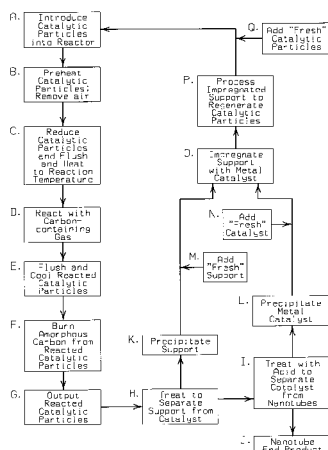 A. Introduce
Catalytic
Particles
into Reactor
B. Preheat
Catalytic
Particles;
Remove air
C. Reduce
Catalytic
Particles
and Flush
and Heat
to Reaction
Temperature
D. React with
Carbon-
containing
Gas
E. Flush and
Cool Reacted
Catalytic
Particles
F. Burn
Amorphous
Carbon from
Reacted
Catalytic
Particles
G. Output
Reacted
Catalytic
Particles
H. Treat to
Separate
Support from
Catalyst
I. Treat with
Acid to
Separate
Catalyst
from
Nanotubes
J. Nanotube
End Product
K. Precipitate
Support
L. Precipitate
Metal
Catalyst
M. Add
"Fresh"
Support
N. Add
"Fresh"
Catalyst
O. Impregnate
Support
with Metal
Catalyst
P. Process
Impregnated
Support to
Regenerate
Catalytic
Particles
Q. Add "Fresh"
Catalytic
Particles